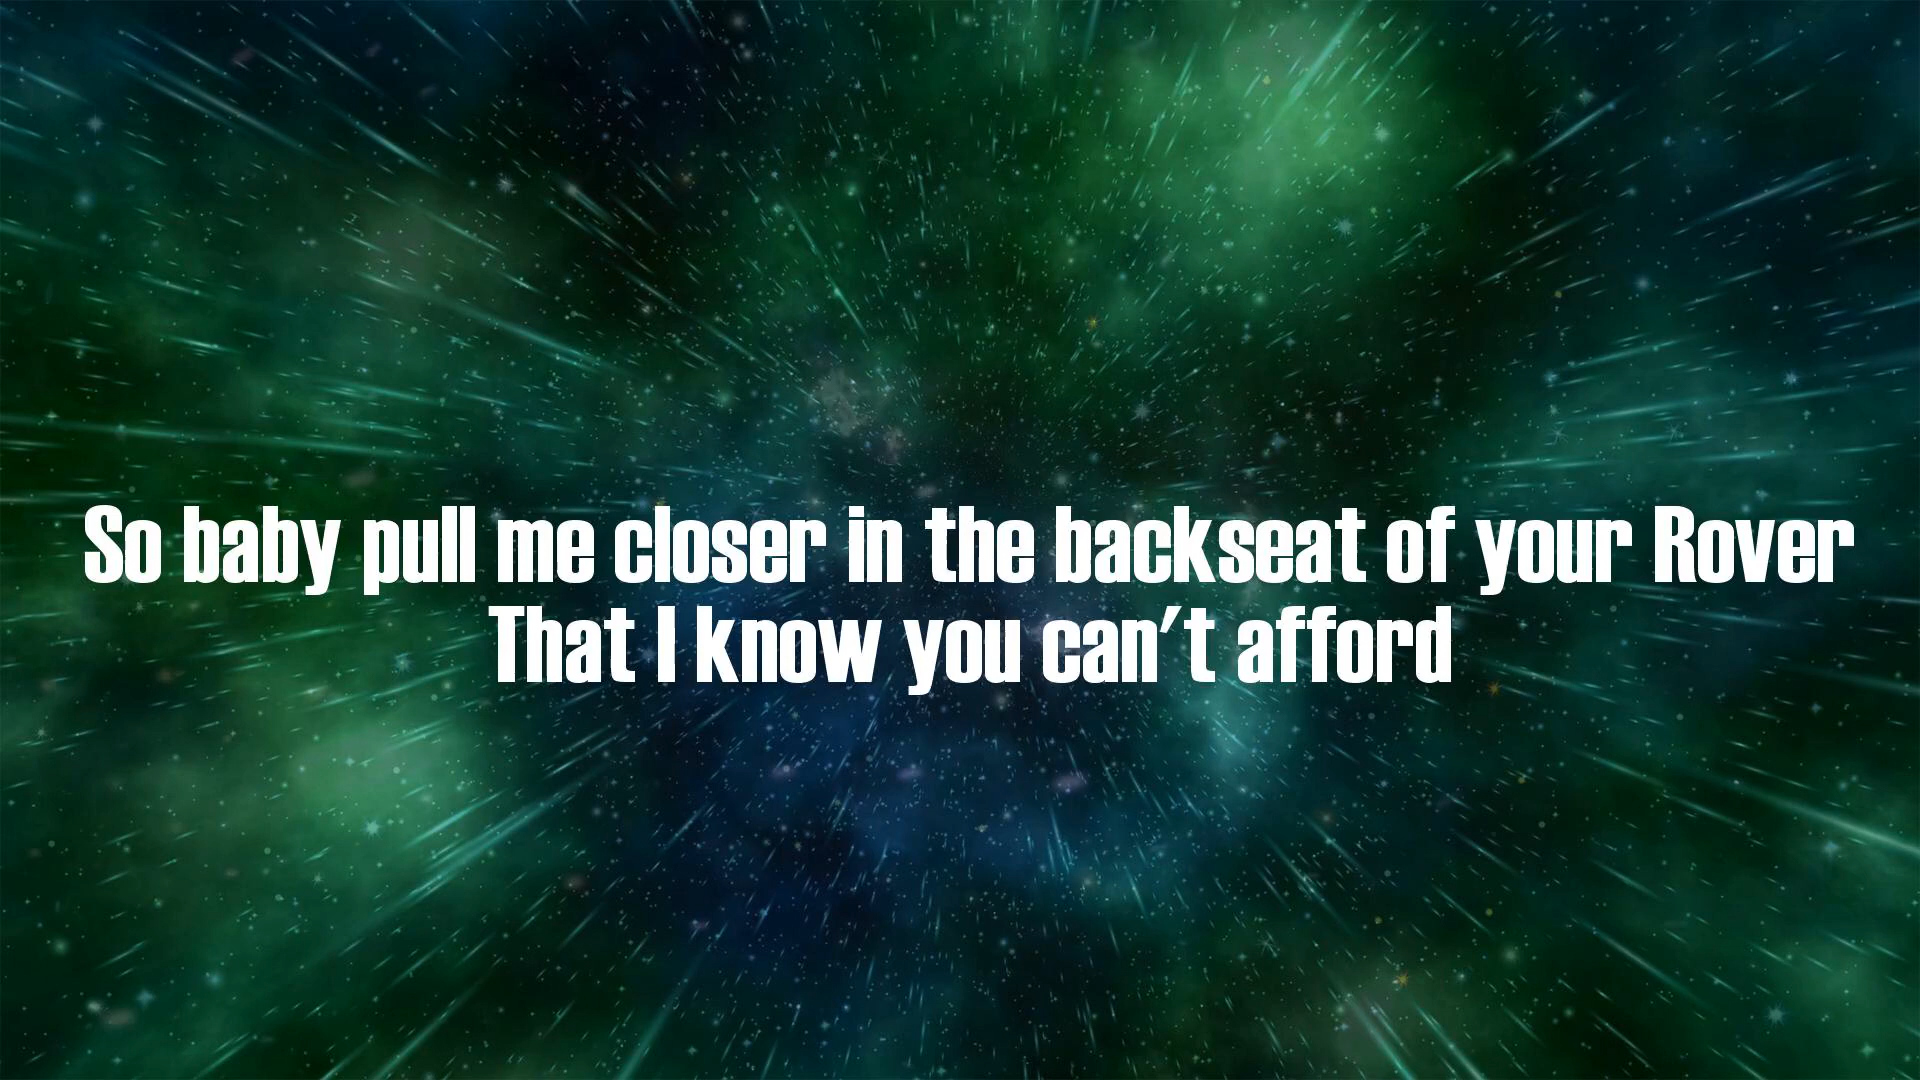 So baby pull me closer in the backseat of your Rover
That I know you can't afford